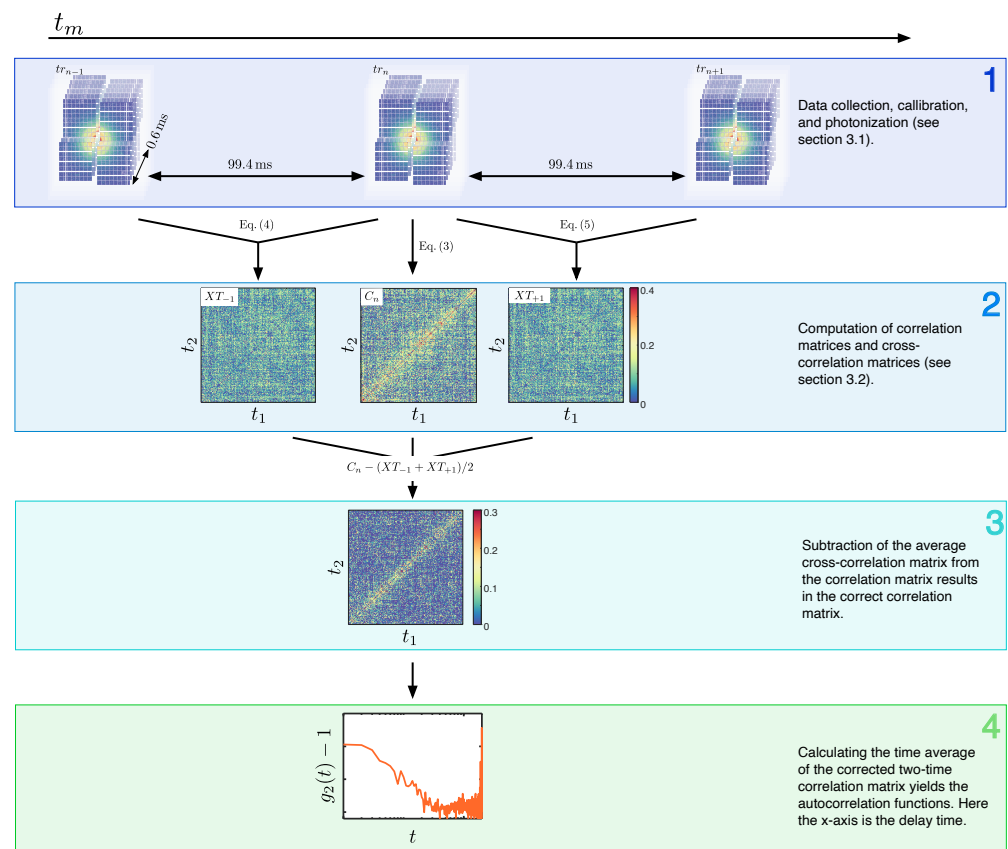 t_m
tr_{n-1}
tr_n
tr_{n+1}
1
Data collection, callibration,
and photonization (see
section 3.1).
0.6 ms
99.4 ms
99.4 ms
Eq. (4)
Eq. (3)
Eq. (5)
XT_{-1}
C_n
XT_{+1}
0.4
0.2
0
t_2
t_2
t_2
t_1
t_1
t_1
2
Computation of correlation
matrices and cross-
correlation matrices (see
section 3.2).
C_n − (XT_{-1} + XT_{+1})/2
0.3
0.2
0.1
0
t_2
t_1
3
Subtraction of the average
cross-correlation matrix from
the correlation matrix results
in the correct correlation
matrix.
g_2(t) − 1
t
4
Calculating the time average
of the corrected two-time
correlation matrix yields the
autocorrelation functions. Here
the x-axis is the delay time.